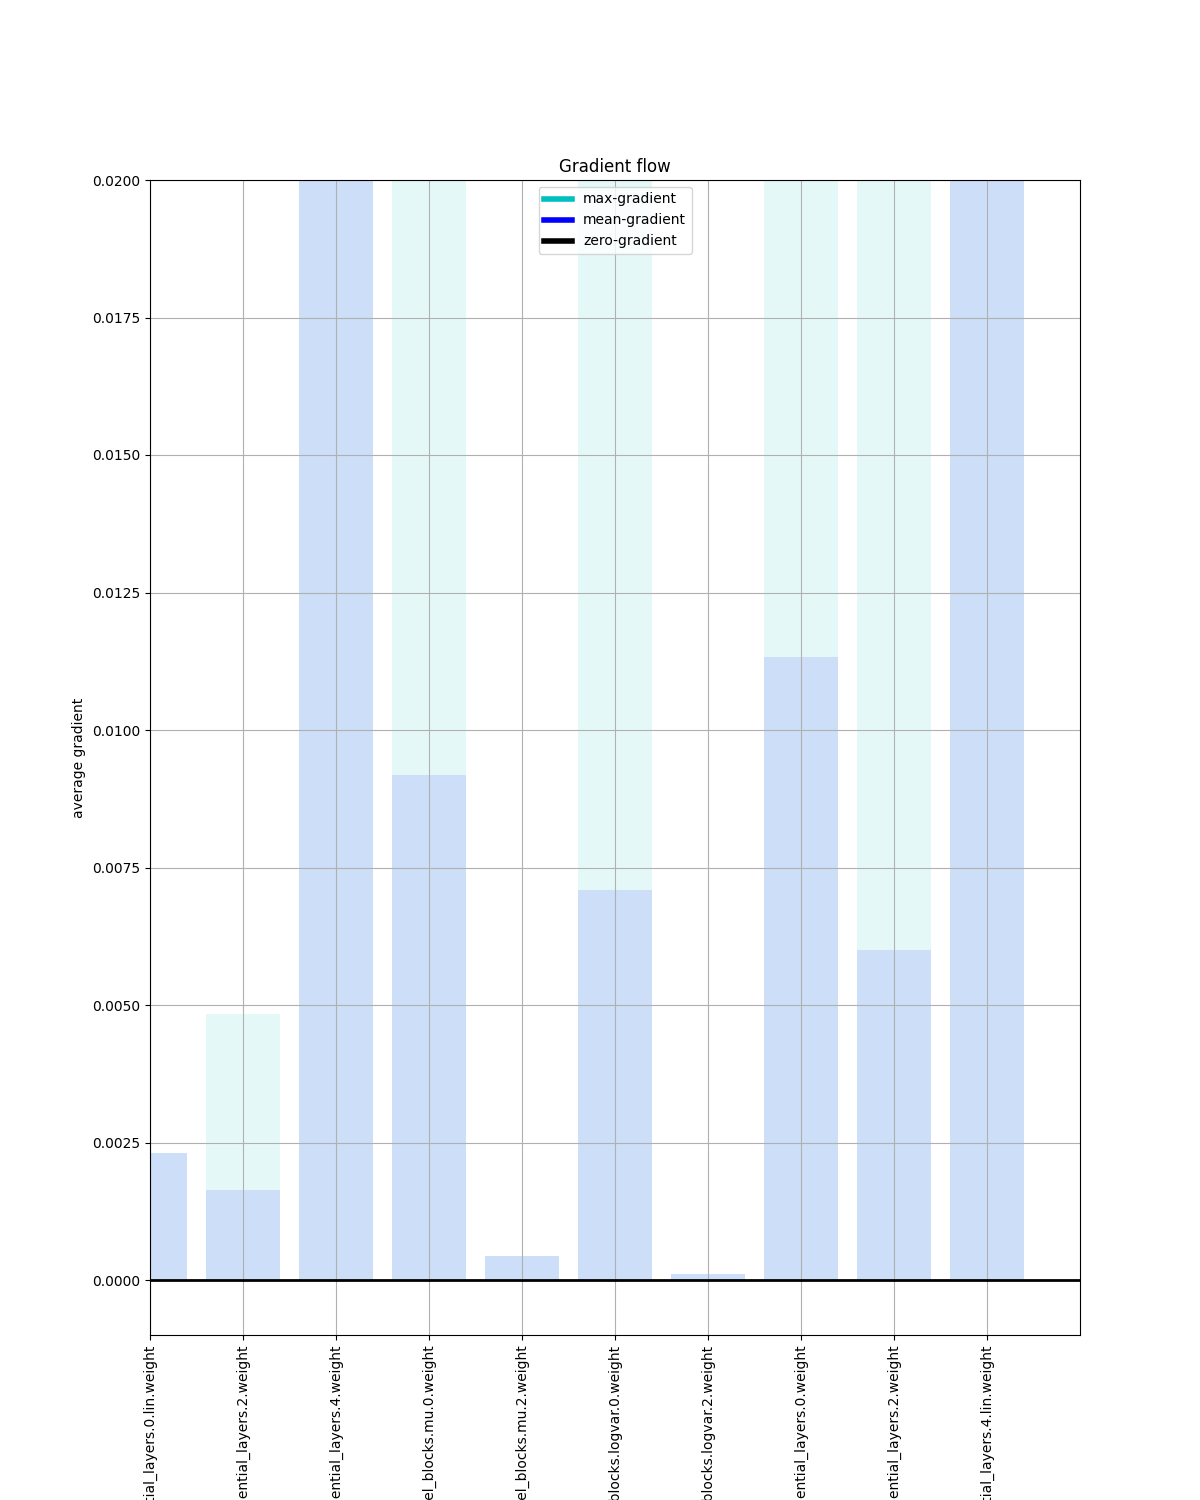 Gradient flow
max-gradient
mean-gradient
zero-gradient
0.0200
0.0175
0.0150
0.0125
0.0100
0.0075
0.0050
0.0025
0.0000
average gradient
tial_layers.0.lin.weight
ential_layers.2.weight
ential_layers.4.weight
el_blocks.mu.0.weight
el_blocks.mu.2.weight
blocks.logvar.0.weight
blocks.logvar.2.weight
ential_layers.0.weight
ential_layers.2.weight
tial_layers.4.lin.weight